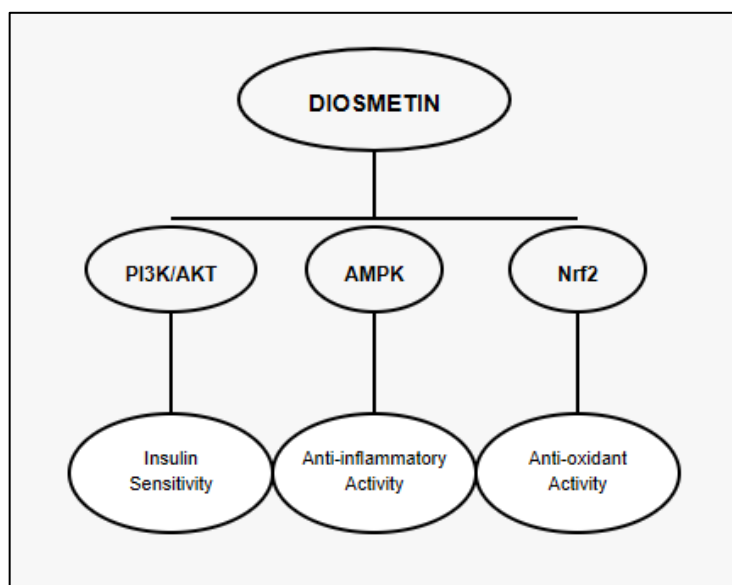 DIOSMETIN
PI3K/AKT
AMPK
Nrf2
Insulin
Sensitivity
Anti-inflammatory
Activity
Anti-oxidant
Activity